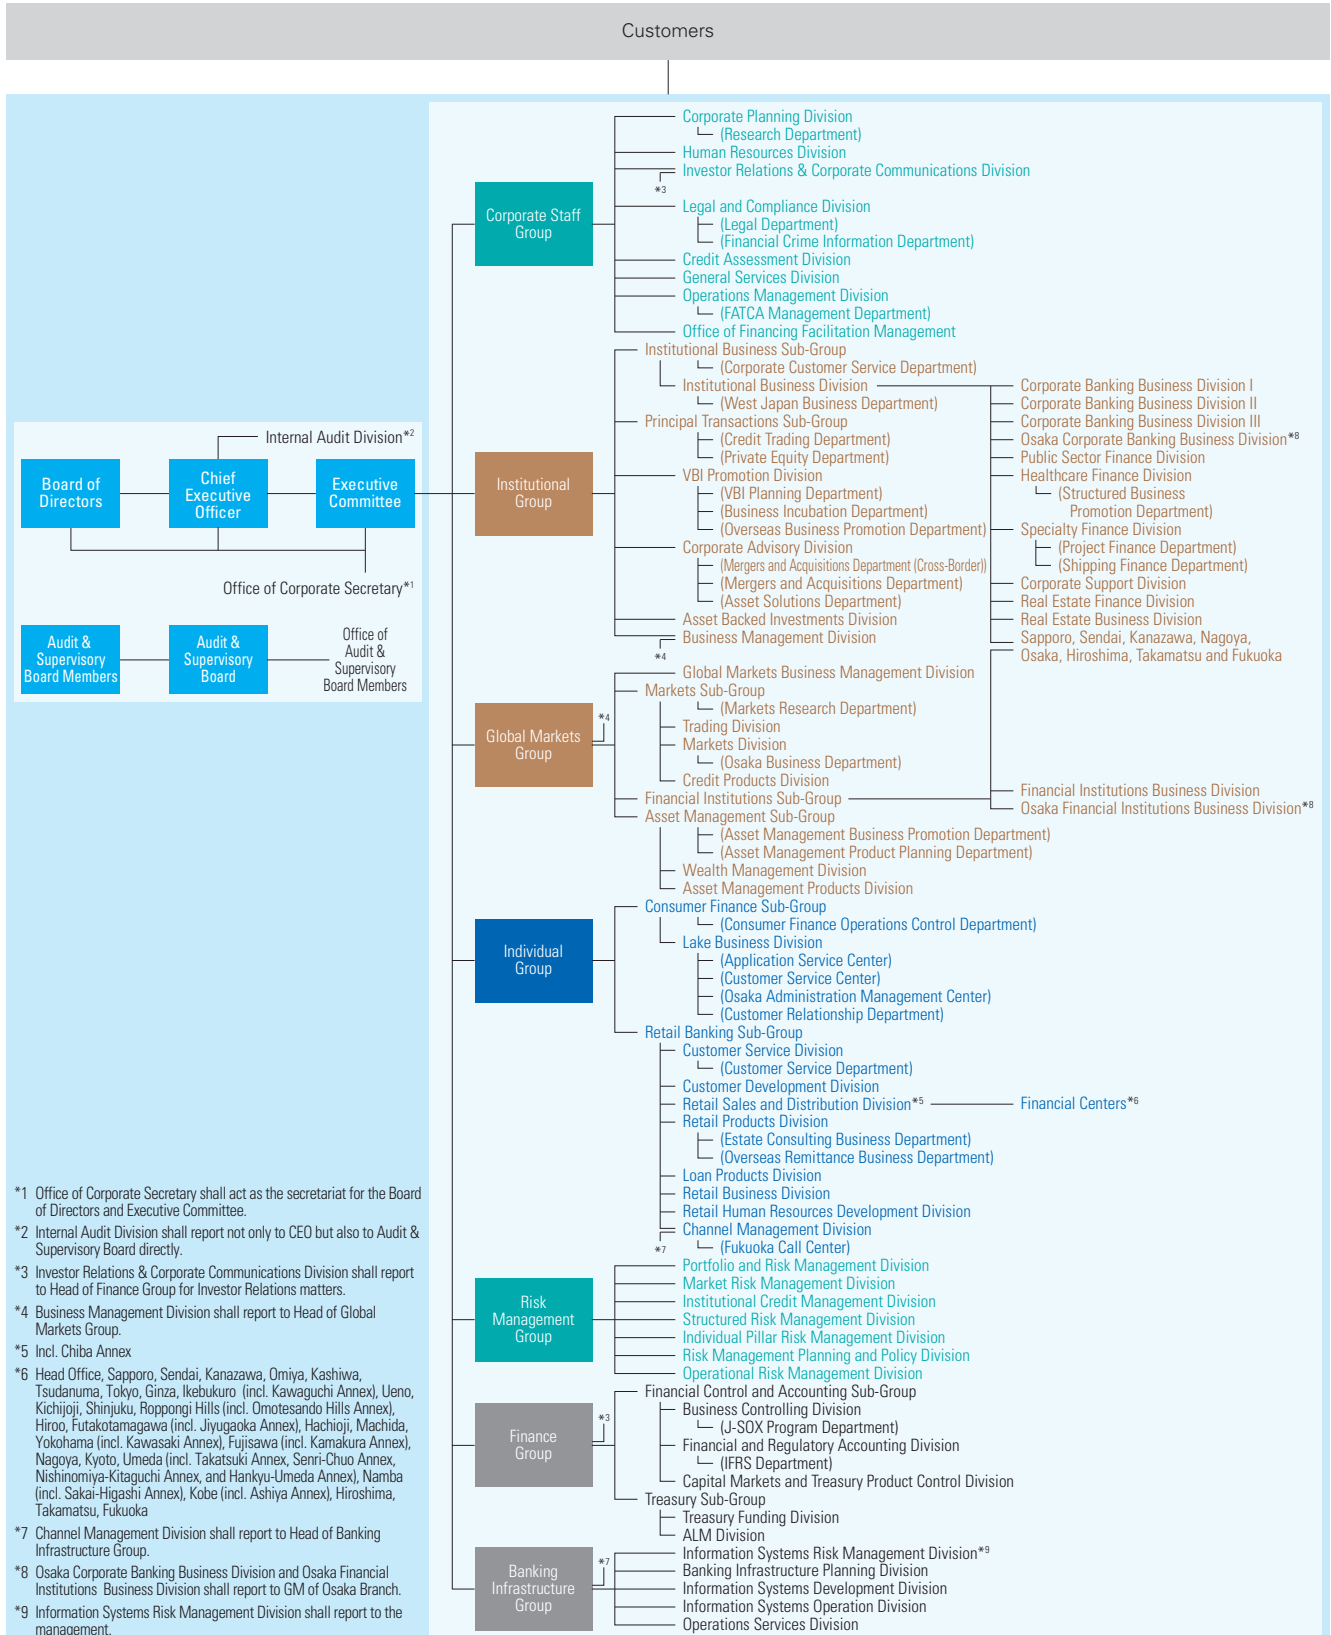 Customers
Internal Audit Division*2
Board of
Directors
Chief
Executive
Officer
Executive
Committee
Office of Corporate Secretary*1
Audit &
Supervisory
Board Members
Audit &
Supervisory
Board
Office of
Audit &
Supervisory
Board Members
Corporate Staff
Group
Corporate Planning Division
(Research Department)
Human Resources Division
Investor Relations & Corporate Communications Division
*3
Legal and Compliance Division
(Legal Department)
(Financial Crime Information Department)
Credit Assessment Division
General Services Division
Operations Management Division
(FATCA Management Department)
Office of Financing Facilitation Management
Institutional
Group
Institutional Business Sub-Group
(Corporate Customer Service Department)
Institutional Business Division
(West Japan Business Department)
Principal Transactions Sub-Group
(Credit Trading Department)
(Private Equity Department)
VBI Promotion Division
(VBI Planning Department)
(Business Incubation Department)
(Overseas Business Promotion Department)
Corporate Advisory Division
(Mergers and Acquisitions Department (Cross-Border))
(Mergers and Acquisitions Department)
(Asset Solutions Department)
Asset Backed Investments Division
Business Management Division
*4
Corporate Banking Business Division I
Corporate Banking Business Division II
Corporate Banking Business Division III
Osaka Corporate Banking Business Division*8
Public Sector Finance Division
Healthcare Finance Division
(Structured Business
Promotion Department)
Specialty Finance Division
(Project Finance Department)
(Shipping Finance Department)
Corporate Support Division
Real Estate Finance Division
Real Estate Business Division
Sapporo, Sendai, Kanazawa, Nagoya,
Osaka, Hiroshima, Takamatsu and Fukuoka
Global Markets
Group
*4
Global Markets Business Management Division
Markets Sub-Group
(Markets Research Department)
Trading Division
Markets Division
(Osaka Business Department)
Credit Products Division
Financial Institutions Sub-Group
Financial Institutions Business Division
Osaka Financial Institutions Business Division*8
Asset Management Sub-Group
(Asset Management Business Promotion Department)
(Asset Management Product Planning Department)
Wealth Management Division
Asset Management Products Division
Individual
Group
Consumer Finance Sub-Group
(Consumer Finance Operations Control Department)
Lake Business Division
(Application Service Center)
(Customer Service Center)
(Osaka Administration Management Center)
(Customer Relationship Department)
Retail Banking Sub-Group
Customer Service Division
(Customer Service Department)
Customer Development Division
Retail Sales and Distribution Division*5
Financial Centers*6
Retail Products Division
(Estate Consulting Business Department)
(Overseas Remittance Business Department)
Loan Products Division
Retail Business Division
Retail Human Resources Development Division
Channel Management Division
*7
(Fukuoka Call Center)
Risk
Management
Group
Portfolio and Risk Management Division
Market Risk Management Division
Institutional Credit Management Division
Structured Risk Management Division
Individual Pillar Risk Management Division
Risk Management Planning and Policy Division
Operational Risk Management Division
Finance
Group
*3
Financial Control and Accounting Sub-Group
Business Controlling Division
(J-SOX Program Department)
Financial and Regulatory Accounting Division
(IFRS Department)
Capital Markets and Treasury Product Control Division
Treasury Sub-Group
Treasury Funding Division
ALM Division
Banking
Infrastructure
Group
*7
Information Systems Risk Management Division*9
Banking Infrastructure Planning Division
Information Systems Development Division
Information Systems Operation Division
Operations Services Division
*1 Office of Corporate Secretary shall act as the secretariat for the Board
of Directors and Executive Committee.
*2 Internal Audit Division shall report not only to CEO but also to Audit &
Supervisory Board directly.
*3 Investor Relations & Corporate Communications Division shall report
to Head of Finance Group for Investor Relations matters.
*4 Business Management Division shall report to Head of Global
Markets Group.
*5 Incl. Chiba Annex
*6 Head Office, Sapporo, Sendai, Kanazawa, Omiya, Kashiwa,
Tsudanuma, Tokyo, Ginza, Ikebukuro (incl. Kawaguchi Annex), Ueno,
Kichijoji, Shinjuku, Roppongi Hills (incl. Omotesando Hills Annex),
Hiroo, Futakotamagawa (incl. Jiyugaoka Annex), Hachioji, Machida,
Yokohama (incl. Kawasaki Annex), Fujisawa (incl. Kamakura Annex),
Nagoya, Kyoto, Umeda (incl. Takatsuki Annex, Senri-Chuo Annex,
Nishinomiya-Kitaguchi Annex, and Hankyu-Umeda Annex), Namba
(incl. Sakai-Higashi Annex), Kobe (incl. Ashiya Annex), Hiroshima,
Takamatsu, Fukuoka
*7 Channel Management Division shall report to Head of Banking
Infrastructure Group.
*8 Osaka Corporate Banking Business Division and Osaka Financial
Institutions Business Division shall report to GM of Osaka Branch.
*9 Information Systems Risk Management Division shall report to the
management.